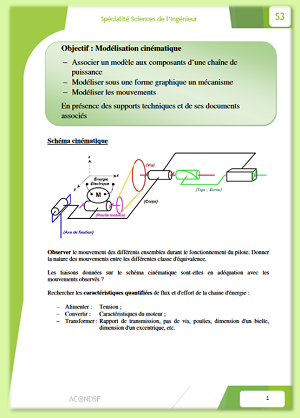 Spécialité Sciences de l'Ingénieur
S3
Objectif : Modélisation cinématique
– Associer un modèle aux composants d'une chaîne de
puissance
– Modéliser sous une forme graphique un mécanisme
– Modéliser les mouvements
En présence des supports techniques et de ses documents
associés
Schéma cinématique
(Vis)
Énergie
électrique
M
(Tige - Ecrou)
(Poulie motrice)
(Corps)
(Axe de fixation)
Observer le mouvement des différents ensembles durant le fonctionnement du pilote. Donner
la nature des mouvements entre les différentes classe d'équivalence.
Les liaisons données sur le schéma cinématique sont-elles en adéquation avec les
mouvements observés ?
Rechercher les caractéristiques quantifiées de flux et d'effort de la chaine d'énergie :
– Alimenter : Tension ;
– Convertir : Caractéristiques du moteur ;
– Transformer : Rapport de transmission, pas de vis, poulies, dimension d'un bielle,
dimension d'un excentrique, etc.
AC@NDSF
1